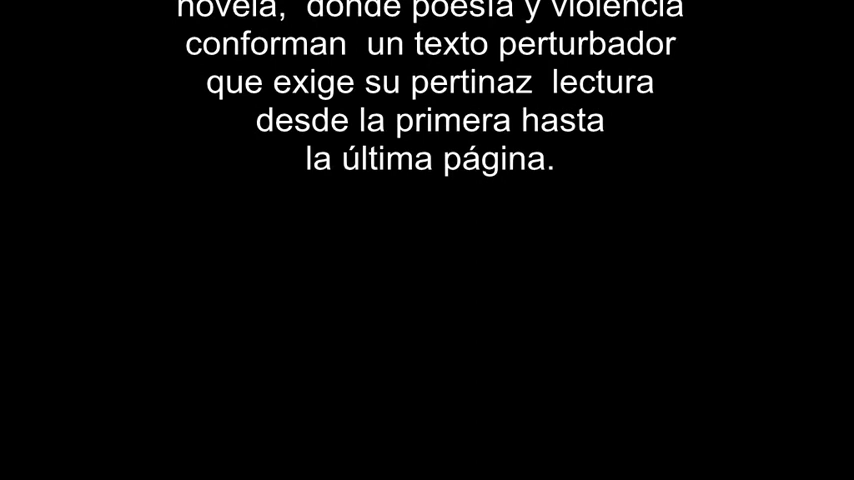 novela, donde poesía y violencia
conforman un texto perturbador
que exige su pertinaz lectura
desde la primera hasta
la última página.